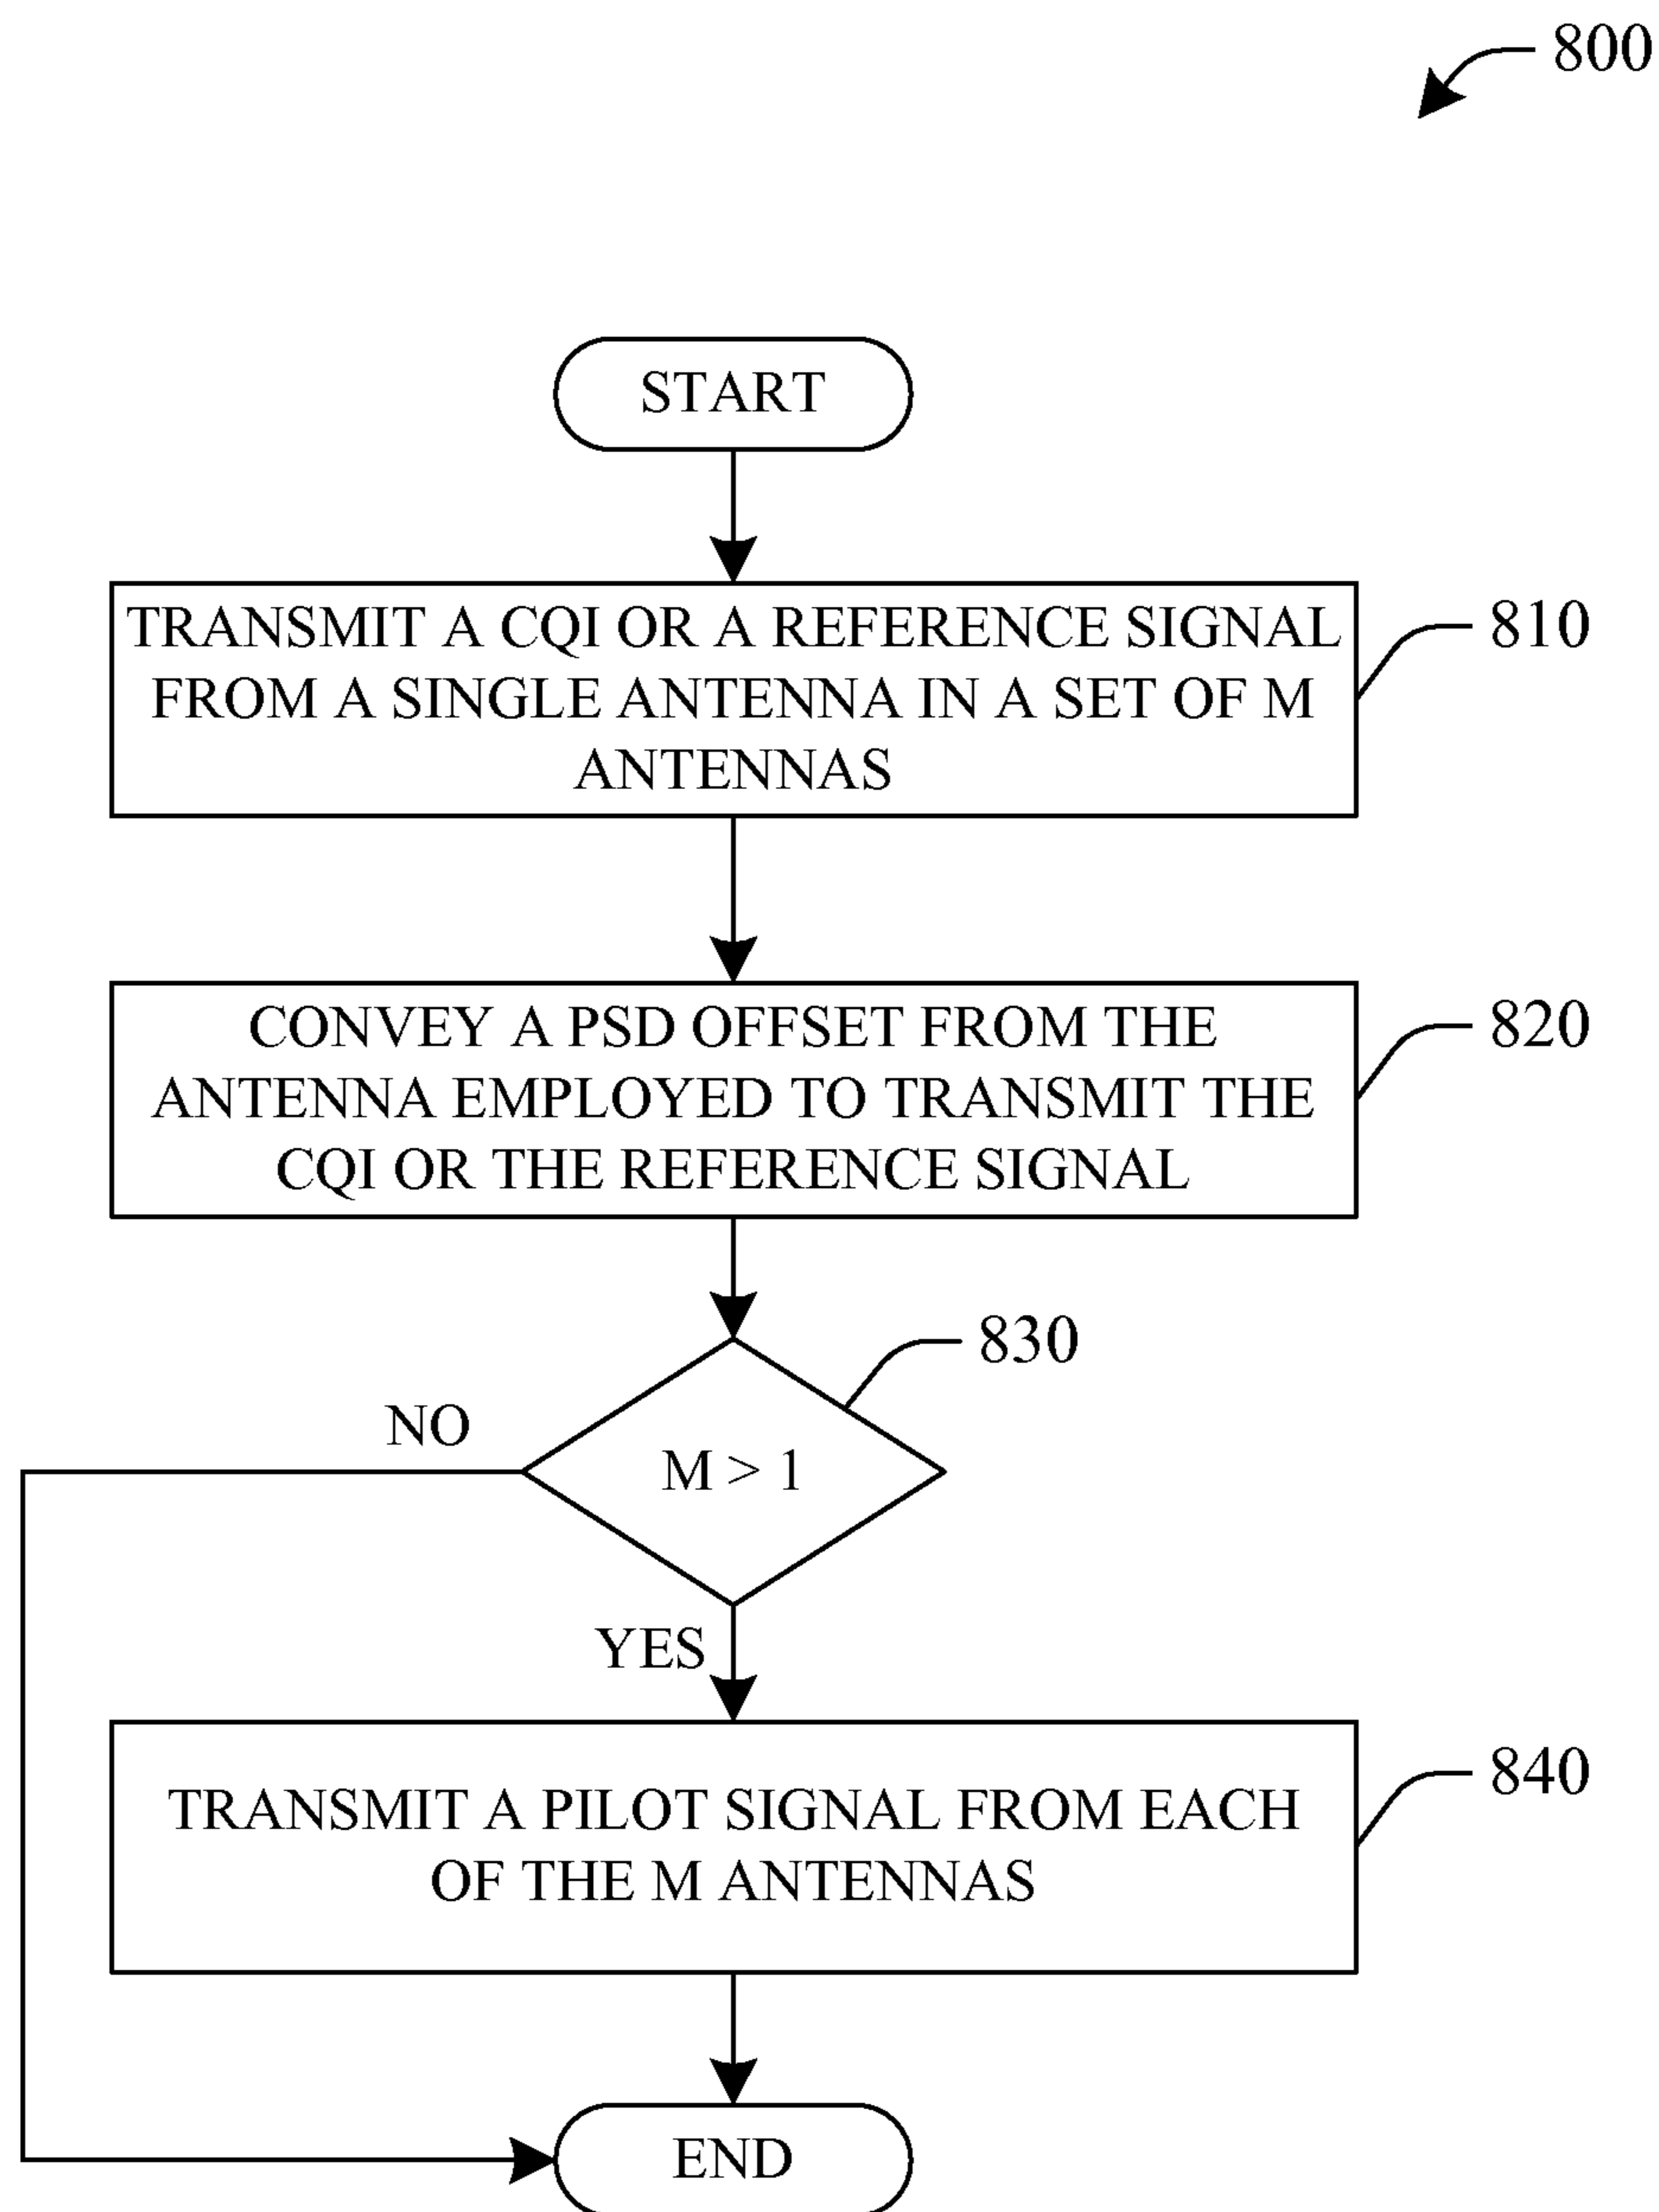 800
START
TRANSMIT A CQI OR A REFERENCE SIGNAL
FROM A SINGLE ANTENNA IN A SET OF M
ANTENNAS
810
CONVEY A PSD OFFSET FROM THE
ANTENNA EMPLOYED TO TRANSMIT THE
CQI OR THE REFERENCE SIGNAL
820
830
NO
M > 1
YES
TRANSMIT A PILOT SIGNAL FROM EACH
OF THE M ANTENNAS
840
END